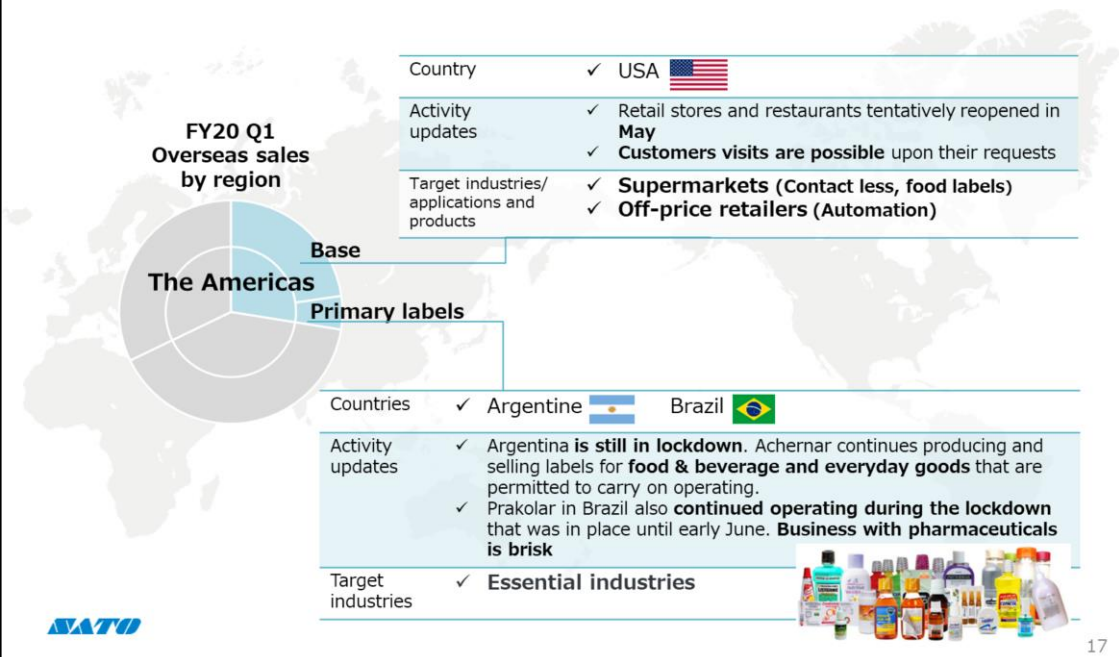 17
FY20 Q1
Overseas sales
by region
The Americas
Base
Primary labels
Country
✓ USA
Activity
updates
✓ Retail stores and restaurants tentatively reopened in
May
✓ Customers visits are possible upon their requests
Target industries/
applications and
products
✓ Supermarkets (Contact less, food labels)
✓ Off-price retailers (Automation)
Countries
✓ Argentine Brazil
Activity
updates
✓ Argentina is still in lockdown. Achernar continues producing and
selling labels for food & beverage and everyday goods that are
permitted to carry on operating.
✓ Prakolar in Brazil also continued operating during the lockdown
that was in place until early June. Business with pharmaceuticals
is brisk
Target
industries
✓ Essential industries
SATO
17